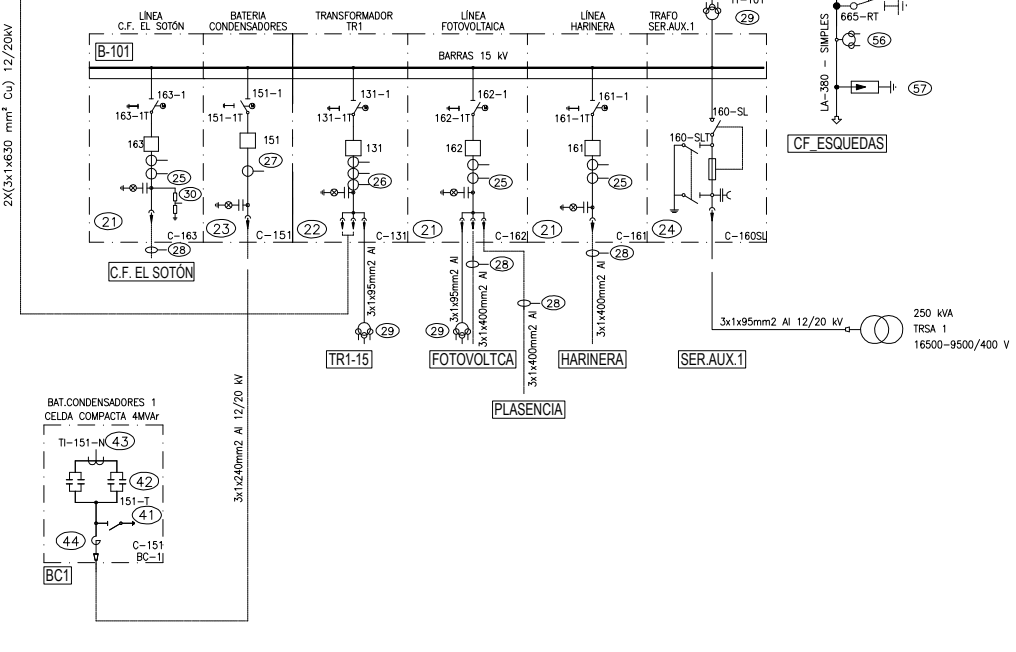 2X(3x1x630 mm² Cu) 12/20kV
LÍNEA
C.F. EL SOTÓN
BATERIA
CONDENSADORES
TRANSFORMADOR
TR1
LÍNEA
FOTOVOLTAICA
LÍNEA
HARINERA
TRAFO
SER.AUX.1
29
B-101
BARRAS 15 kV
163-1
163-1T
163
25
30
21
C-163
28
C.F. EL SOTÓN
151-1
151-1T
151
27
23
C-151
131-1
131-1T
131
26
22
C-131
3x1x95mm2 Al
29
TR1-15
162-1
162-1T
162
25
21
C-162
28
3x1x95mm2 Al
3x1x400mm2 Al
29
FOTOVOLTCA
28
3x1x400mm2 Al
PLASENCIA
161-1
161-1T
161
25
21
C-161
28
3x1x400mm2 Al
HARINERA
160-SL
160-SLT
24
C-160SL
3x1x95mm2 Al 12/20 kV
SER.AUX.1
250 kVA
TRSA 1
16500-9500/400 V
665-RT
56
57
LA-380 - SIMPLES
CF_ESQUEDAS
3x1x240mm2 Al 12/20 kV
BAT.CONDENSADORES 1
CELDA COMPACTA 4MVAr
TI-151-N
43
42
151-T
41
44
C-151
BC-1
BC1